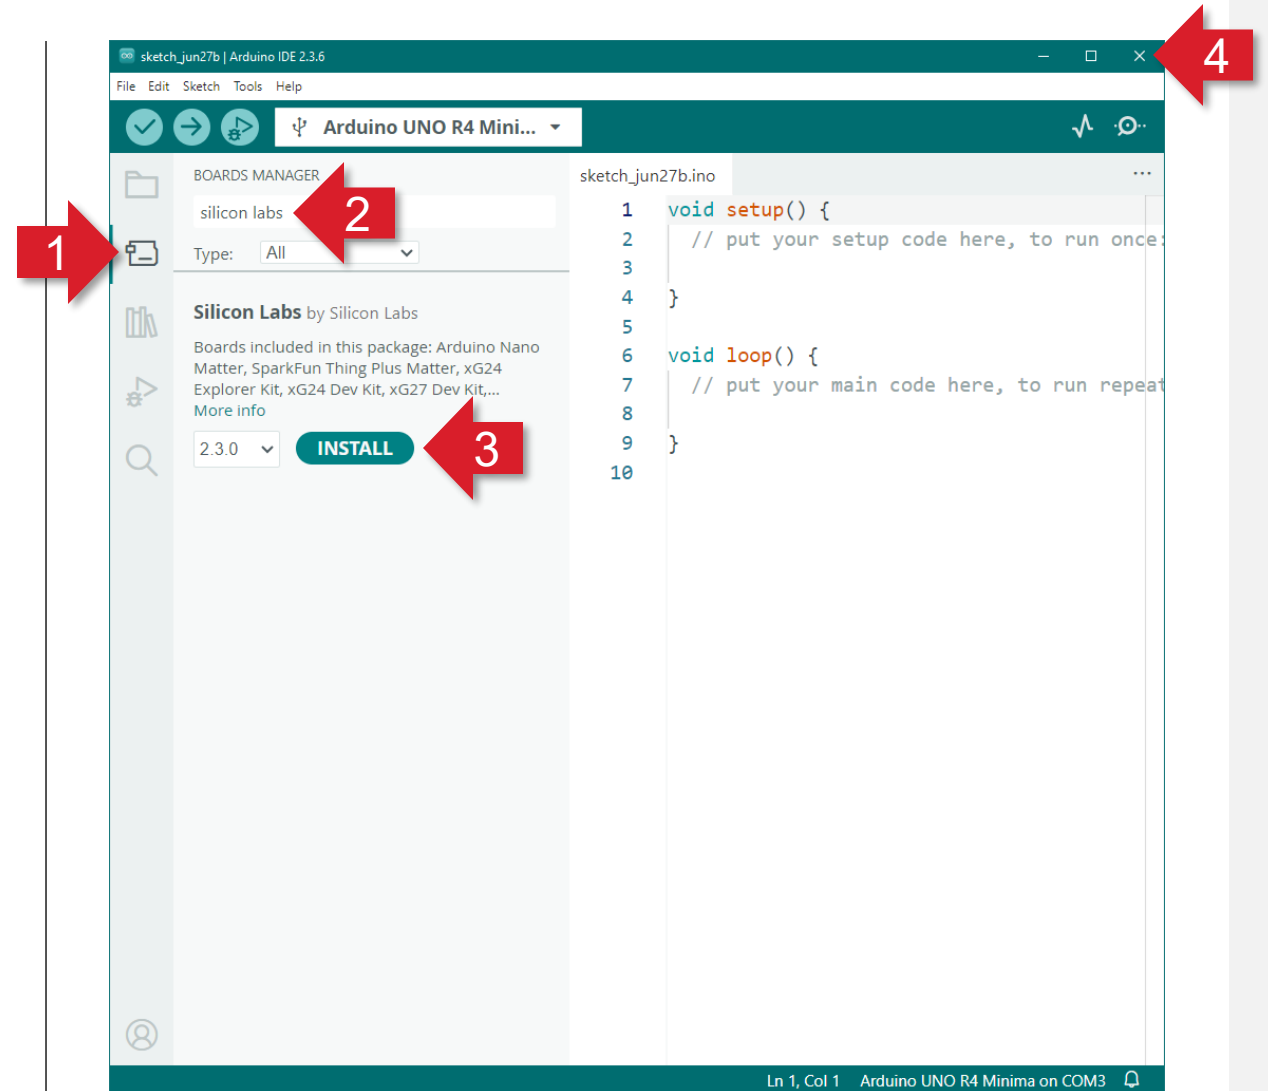 4
sketch_jun27b | Arduino IDE 2.3.6
File Edit Sketch Tools Help
Arduino UNO R4 Mini...
BOARDS MANAGER
sketch_jun27b.ino
silicon labs
2
1
Type: All
Silicon Labs by Silicon Labs
Boards included in this package: Arduino Nano
Matter, SparkFun Thing Plus Matter, xG24
Explorer Kit, xG24 Dev Kit, xG27 Dev Kit,...
More info
2.3.0 INSTALL
3
1 void setup() {
2 // put your setup code here, to run once:
3
4 }
5
6 void loop() {
7 // put your main code here, to run repeat
8
9 }
10
Ln 1, Col 1 Arduino UNO R4 Minima on COM3